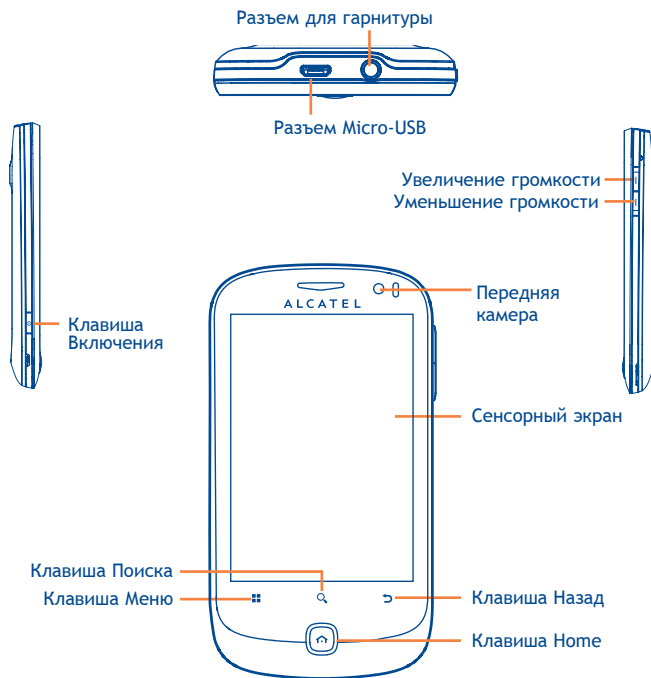 Разъем для гарнитуры
Разъем Micro-USB
Увеличение громкости
Уменьшение громкости
Передняя
камера
ALCATEL
Клавиша
Включения
Сенсорный экран
Клавиша Поиска
Клавиша Меню
Клавиша Назад
Клавиша Home